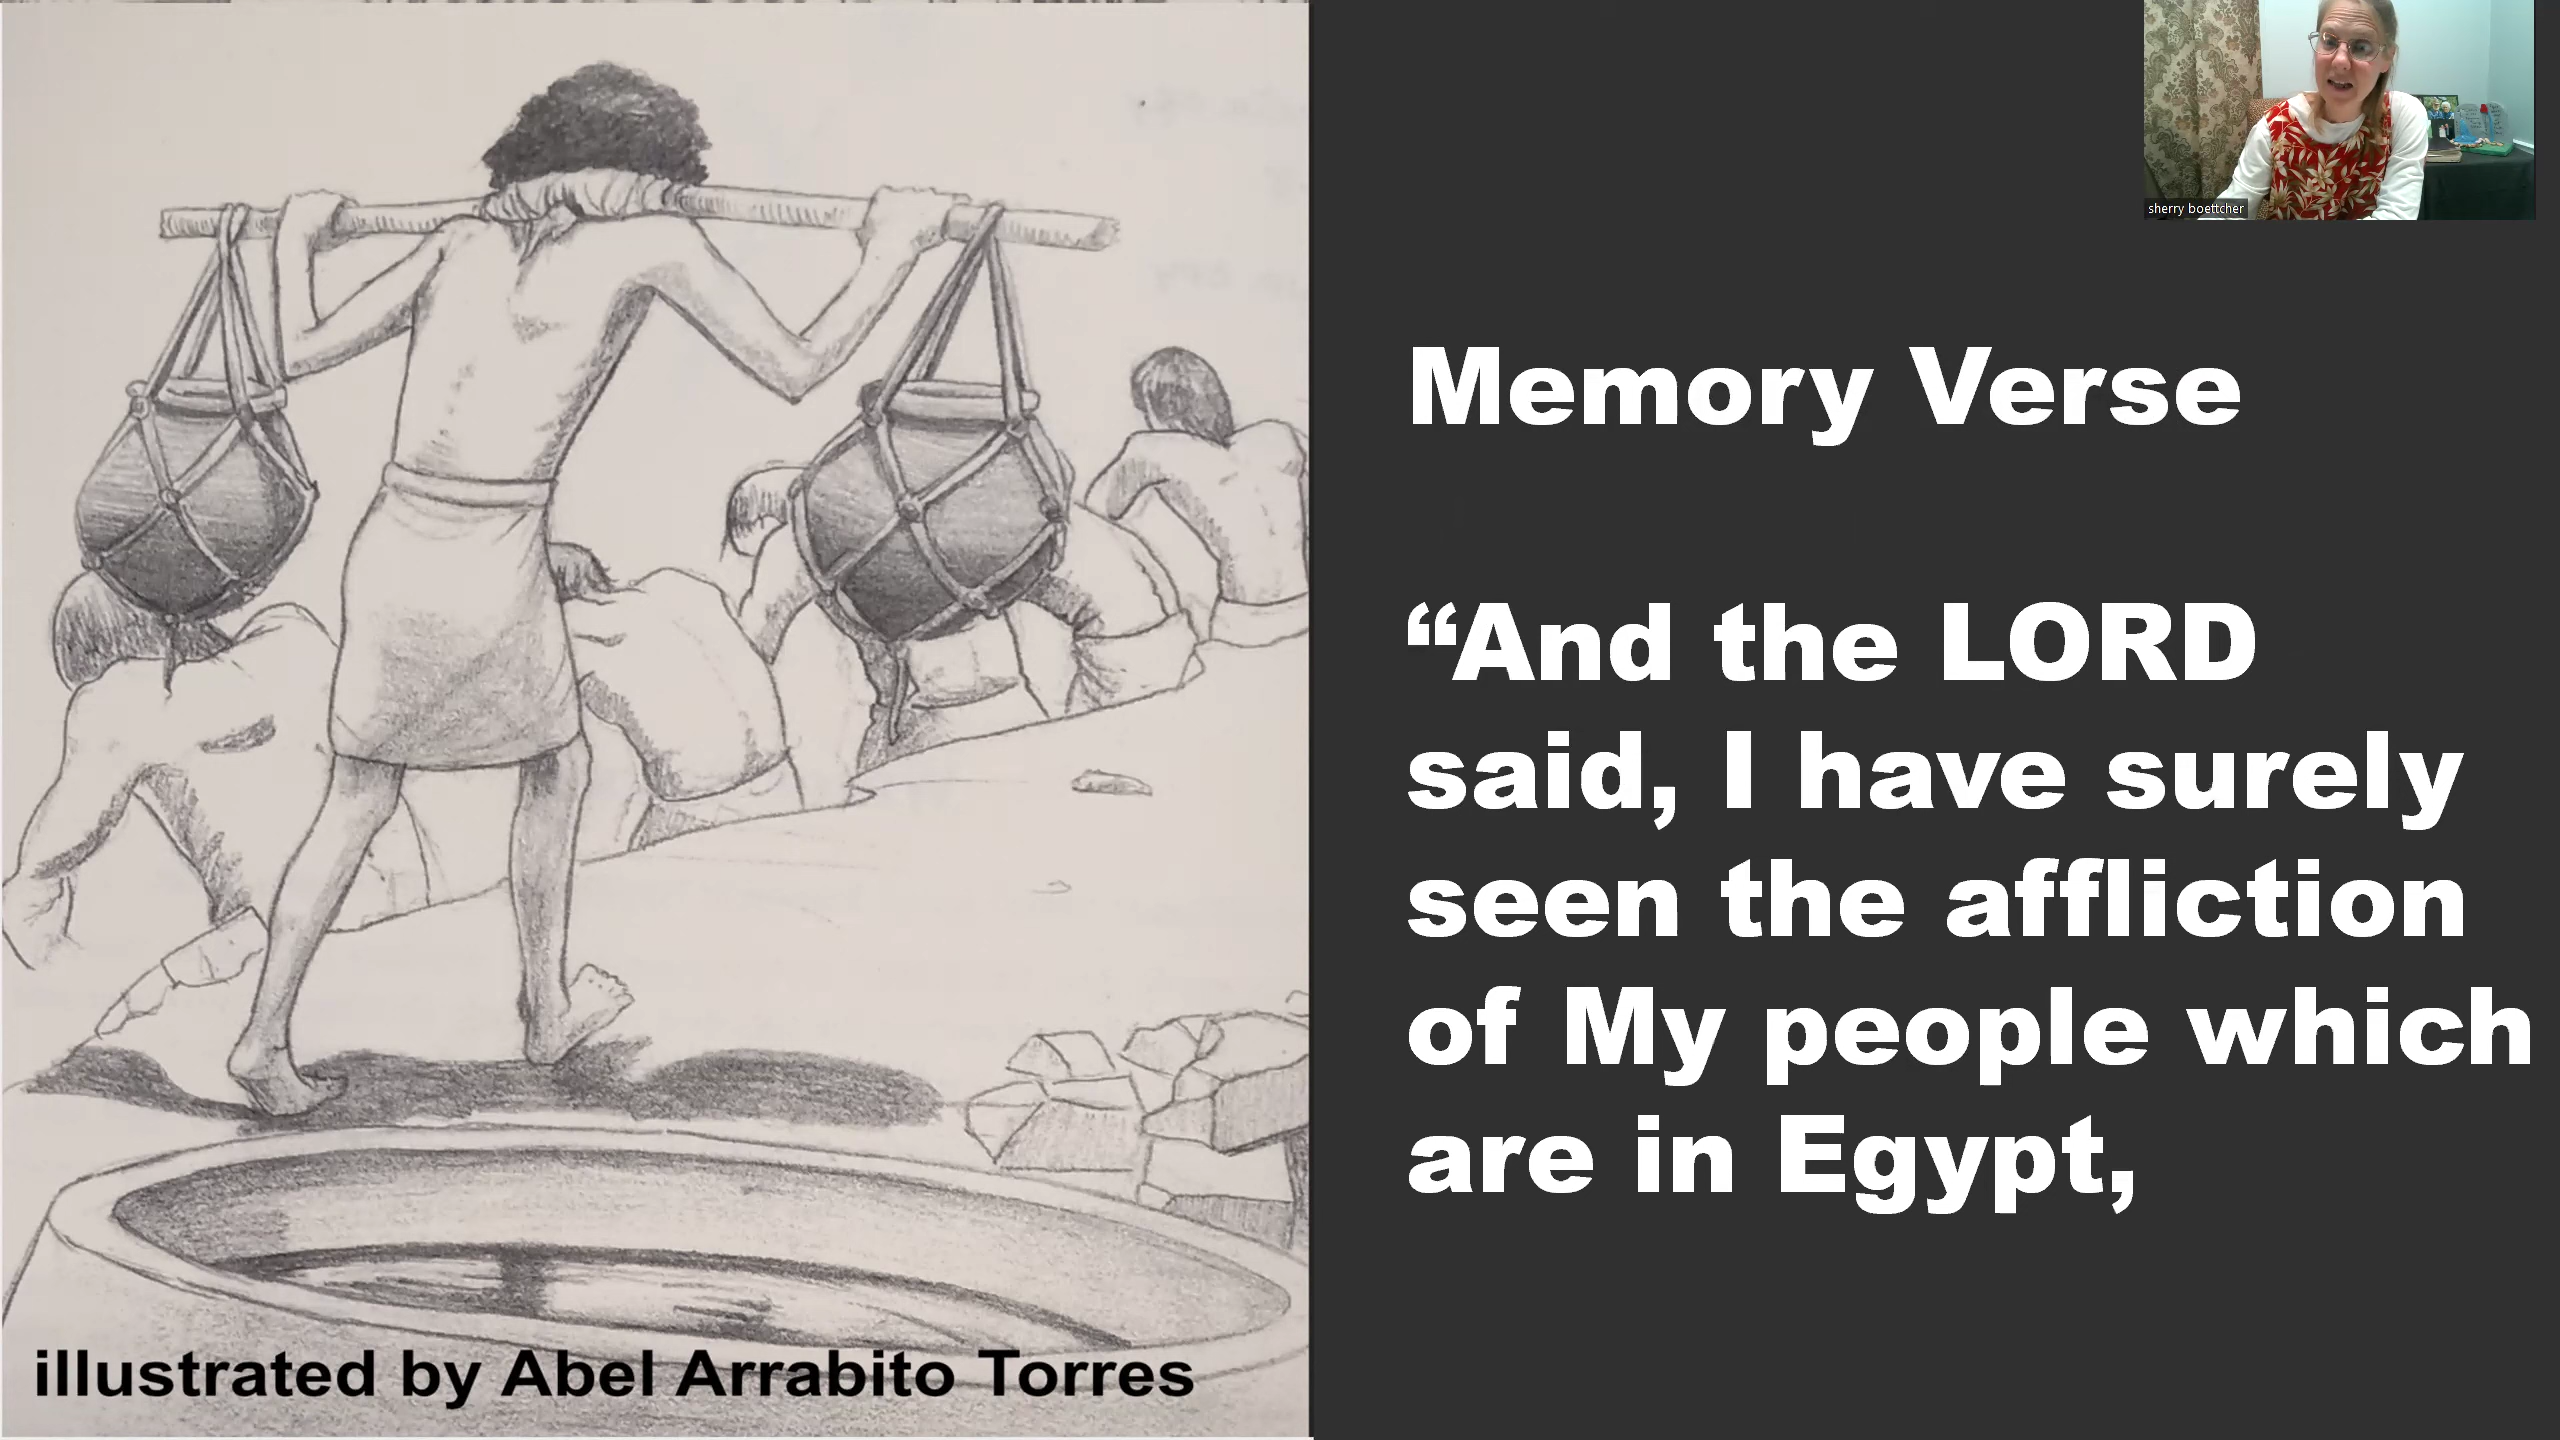 sherry boettcher
Memory Verse
“And the LORD
said, I have surely
seen the affliction
of My people which
are in Egypt,
illustrated by Abel Arrabito Torres